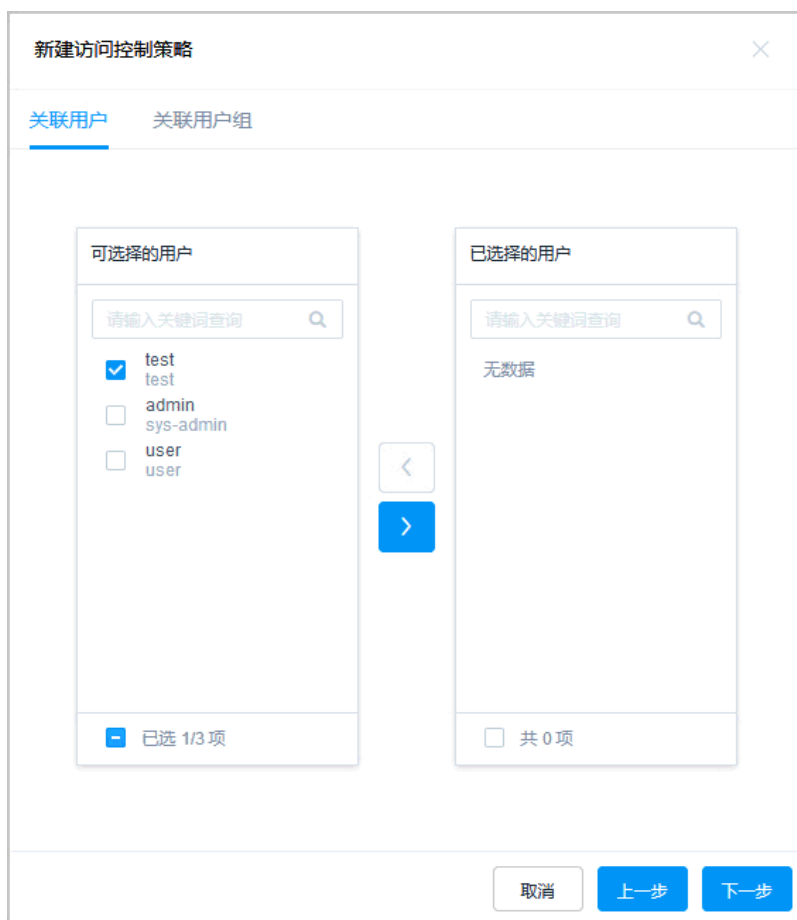 新建访问控制策略
关联用户 关联用户组
可选择的用户
请输入关键词查询
test
test
admin
sys-admin
user
user
已选 1/3 项
已选择的用户
请输入关键词查询
无数据
共 0 项
取消 上一步 下一步